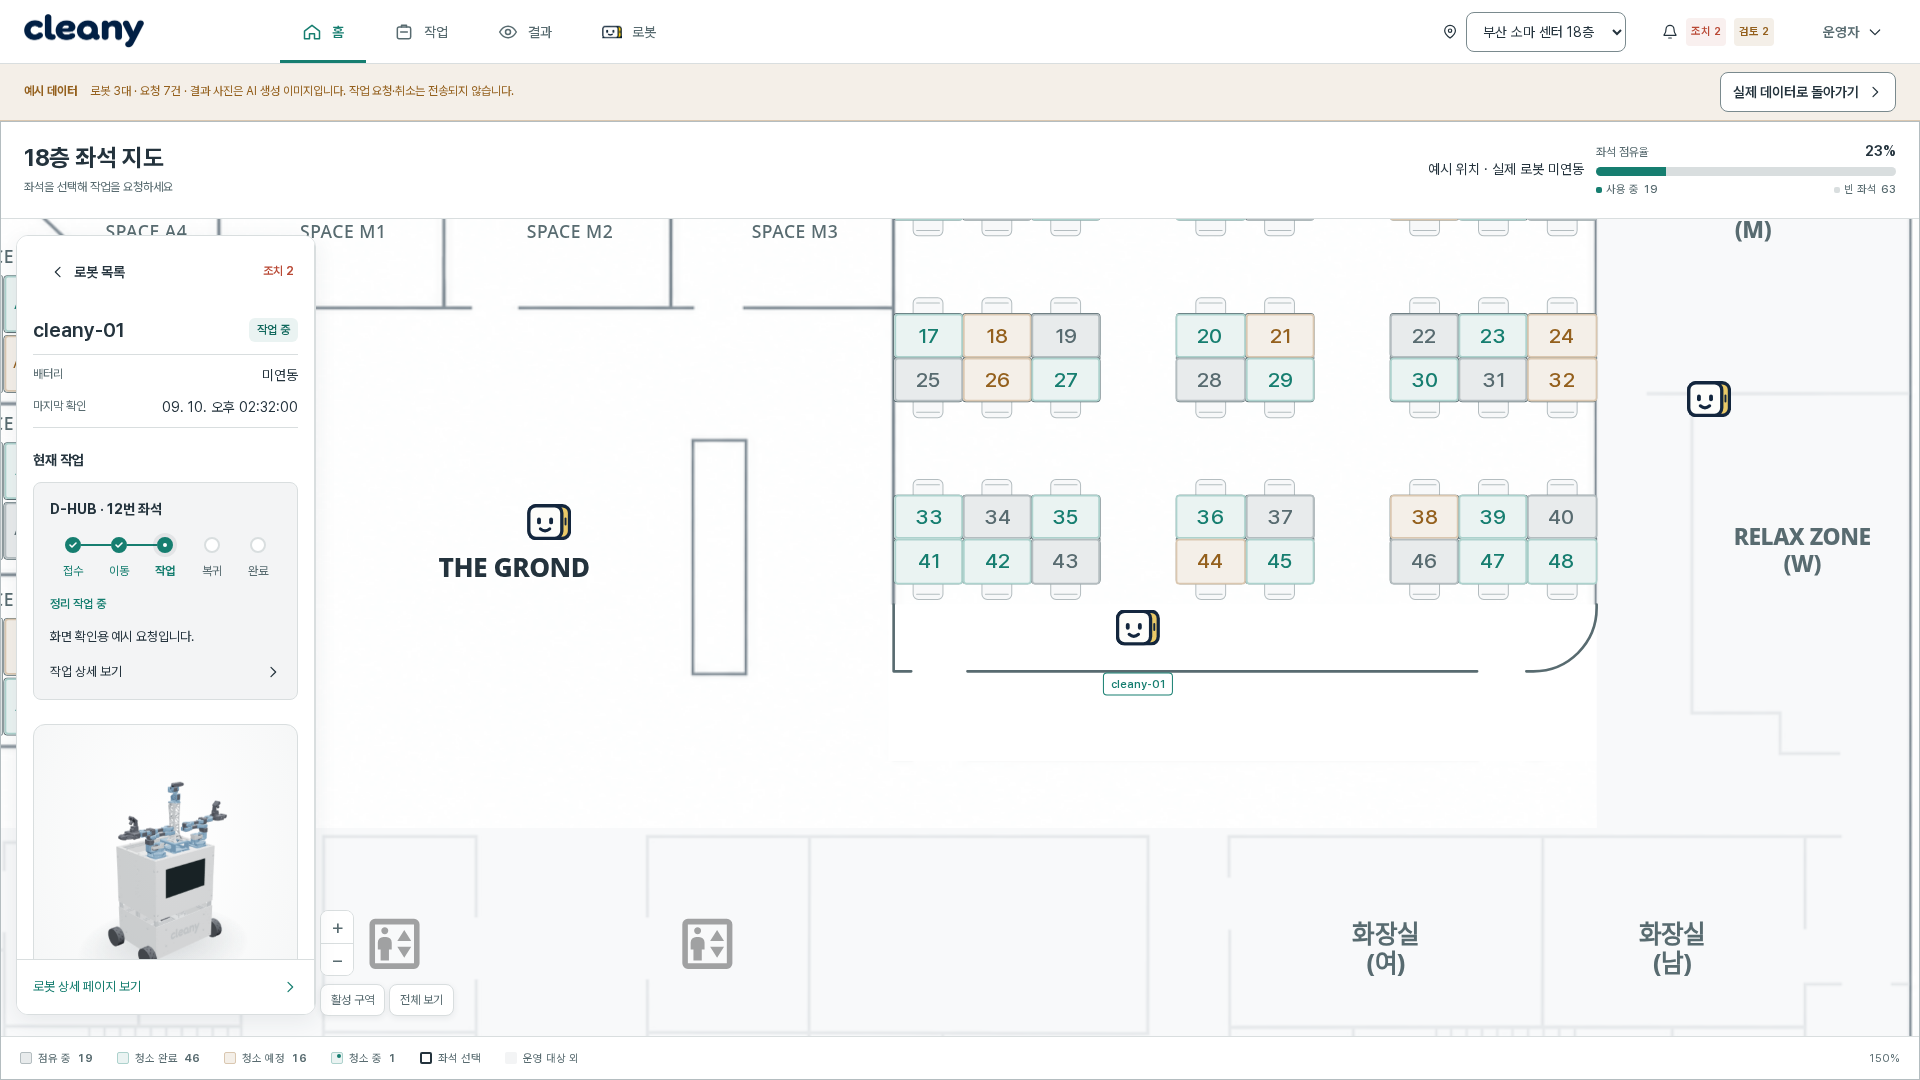 cleany
홈
작업
결과
로봇
부산 소마 센터 18층
조치 2
검토 2
운영자
예시 데이터 로봇 3대 · 요청 7건 · 결과 사진은 AI 생성 이미지입니다. 작업 요청·취소는 전송되지 않습니다.
실제 데이터로 돌아가기
18층 좌석 지도
좌석을 선택해 작업을 요청하세요
예시 위치 · 실제 로봇 미연동
좌석 점유율 23%
사용 중 19 빈 좌석 63
SPACE A4
SPACE M1
SPACE M2
SPACE M3
(M)
로봇 목록
조치 2
cleany-01
작업 중
배터리 미연동
마지막 확인 09. 10. 오후 02:32:00
현재 작업
D-HUB · 12번 좌석
접수 이동 작업 복귀 완료
정리 작업 중
화면 확인용 예시 요청입니다.
작업 상세 보기
cleany
로봇 상세 페이지 보기
17 18 19 20 21 22 23 24
25 26 27 28 29 30 31 32
33 34 35 36 37 38 39 40
41 42 43 44 45 46 47 48
THE GROND
RELAX ZONE
(W)
cleany-01
화장실
(여)
화장실
(남)
+
−
활성 구역
전체 보기
점유 중 19
청소 완료 46
청소 예정 16
청소 중 1
좌석 선택
운영 대상 외
150%